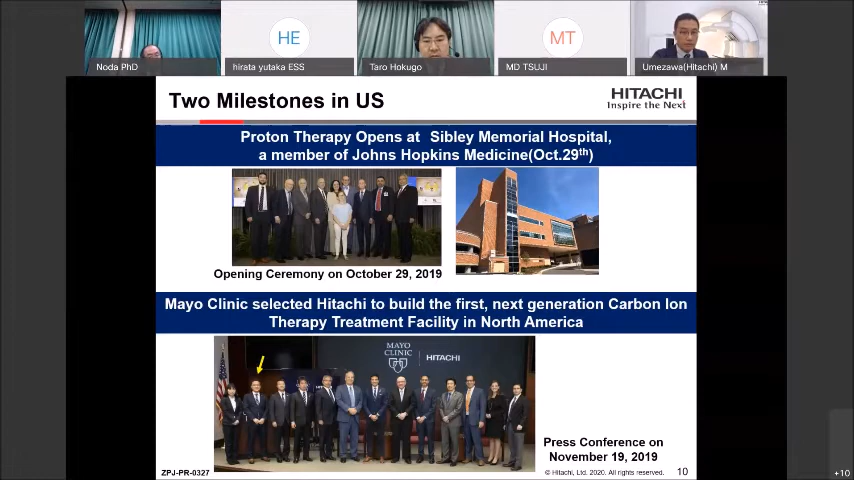 HE
MT
Noda PhD
hirata yutaka ESS
Taro Hokugo
MD TSUJI
Umezawa(Hitachi) M
Two Milestones in US
HITACHI
Inspire the Next
Proton Therapy Opens at Sibley Memorial Hospital,
a member of Johns Hopkins Medicine(Oct.29th)
Opening Ceremony on October 29, 2019
Mayo Clinic selected Hitachi to build the first, next generation Carbon Ion
Therapy Treatment Facility in North America
MAYO
CLINIC
HITACHI
Press Conference on
November 19, 2019
ZPJ-PR-0327
© Hitachi, Ltd. 2020. All rights reserved.
10
+10